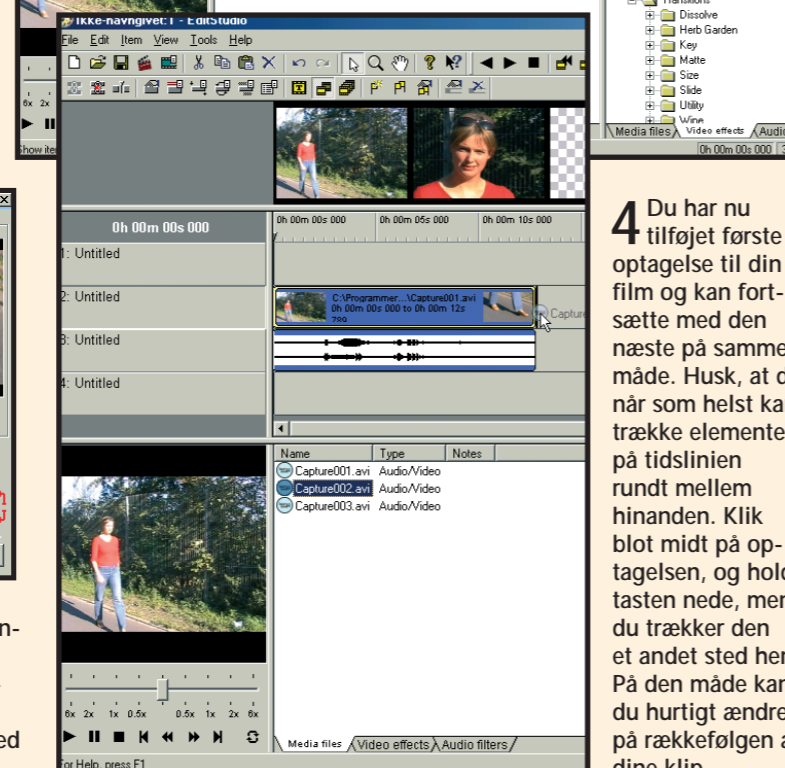 Transitions
Dissolve
Herb Garden
Key
Matte
Size
Slide
Utility
Wine
Media files Video effects Audio
0h 00m 00s 000
6x 2x
Show
Ikke-navngivet:1 - EditStudio
File Edit Item View Tools Help
0h 00m 00s 000
0h 00m 00s 000 0h 00m 05s 000 0h 00m 10s 000
1: Untitled
2: Untitled
C:\Programmer...\Capture001.avi
0h 00m 00s 000 to 0h 00m 12s
789
Capture
3: Untitled
4: Untitled
Name Type Notes
Capture001.avi Audio/Video
Capture002.avi Audio/Video
Capture003.avi Audio/Video
6x 2x 1x 0.5x 0.5x 1x 2x 6x
Media files Video effects Audio filters
For Help, press F1
4 Du har nu
tilføjet første
optagelse til din
film og kan fort-
sætte med den
næste på samme
måde. Husk, at
når som helst
trække
på tidslinien
rundt mellem
hinanden. Klik
blot midt på op-
tagelsen, og hold
tasten nede,
du trækker den
et andet sted
På den måde kan
du hurtigt ændre
på rækkefølgen
dine klip